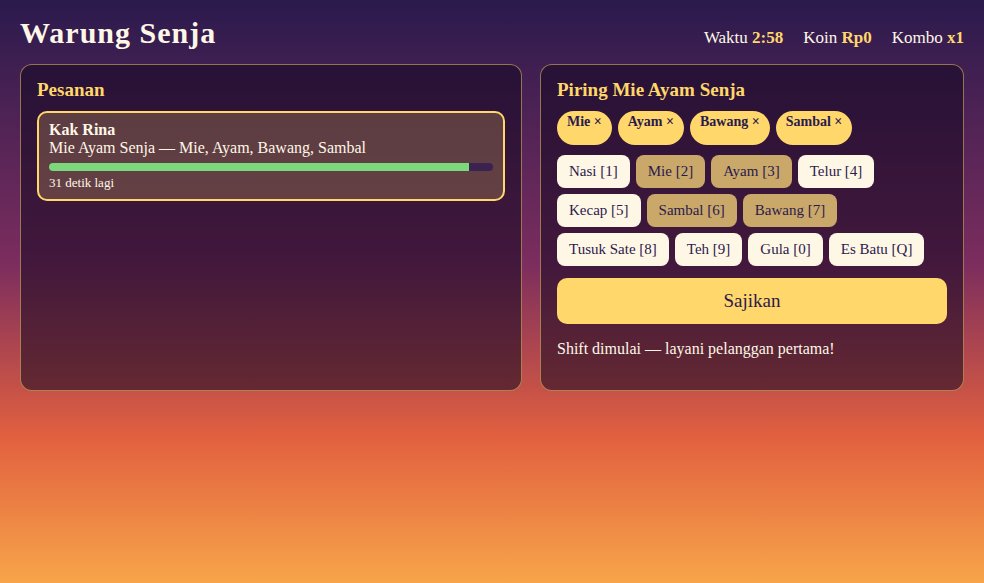 Warung Senja
Waktu 2:58 Koin Rp0 Kombo x1
Pesanan
Kak Rina
Mie Ayam Senja — Mie, Ayam, Bawang, Sambal
31 detik lagi
Piring Mie Ayam Senja
Mie × Ayam × Bawang × Sambal ×
Nasi [1] Mie [2] Ayam [3] Telur [4]
Kecap [5] Sambal [6] Bawang [7]
Tusuk Sate [8] Teh [9] Gula [0] Es Batu [Q]
Sajikan
Shift dimulai — layani pelanggan pertama!